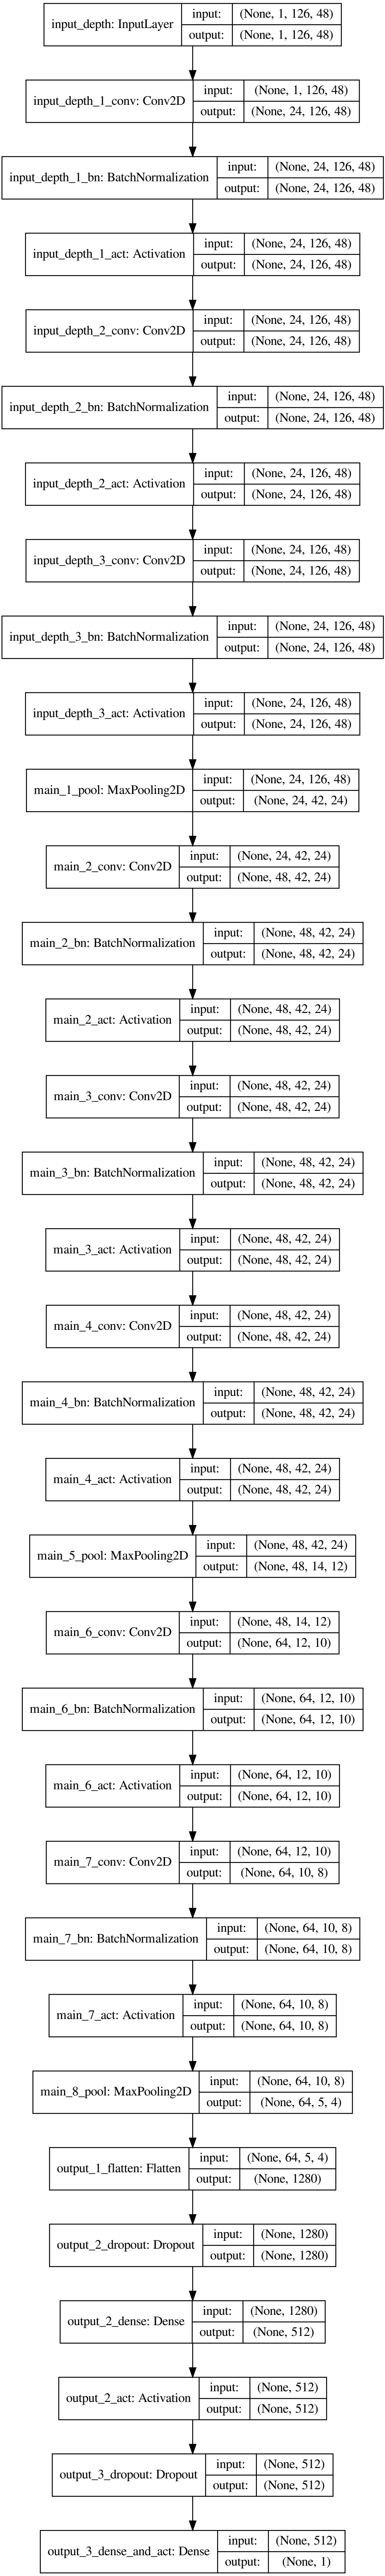 input_depth: InputLayer
input: (None, 1, 126, 48)
output: (None, 1, 126, 48)
input_depth_1_conv: Conv2D
input: (None, 1, 126, 48)
output: (None, 24, 126, 48)
input_depth_1_bn: BatchNormalization
input: (None, 24, 126, 48)
output: (None, 24, 126, 48)
input_depth_1_act: Activation
input: (None, 24, 126, 48)
output: (None, 24, 126, 48)
input_depth_2_conv: Conv2D
input: (None, 24, 126, 48)
output: (None, 24, 126, 48)
input_depth_2_bn: BatchNormalization
input: (None, 24, 126, 48)
output: (None, 24, 126, 48)
input_depth_2_act: Activation
input: (None, 24, 126, 48)
output: (None, 24, 126, 48)
input_depth_3_conv: Conv2D
input: (None, 24, 126, 48)
output: (None, 24, 126, 48)
input_depth_3_bn: BatchNormalization
input: (None, 24, 126, 48)
output: (None, 24, 126, 48)
input_depth_3_act: Activation
input: (None, 24, 126, 48)
output: (None, 24, 126, 48)
main_1_pool: MaxPooling2D
input: (None, 24, 126, 48)
output: (None, 24, 42, 24)
main_2_conv: Conv2D
input: (None, 24, 42, 24)
output: (None, 48, 42, 24)
main_2_bn: BatchNormalization
input: (None, 48, 42, 24)
output: (None, 48, 42, 24)
main_2_act: Activation
input: (None, 48, 42, 24)
output: (None, 48, 42, 24)
main_3_conv: Conv2D
input: (None, 48, 42, 24)
output: (None, 48, 42, 24)
main_3_bn: BatchNormalization
input: (None, 48, 42, 24)
output: (None, 48, 42, 24)
main_3_act: Activation
input: (None, 48, 42, 24)
output: (None, 48, 42, 24)
main_4_conv: Conv2D
input: (None, 48, 42, 24)
output: (None, 48, 42, 24)
main_4_bn: BatchNormalization
input: (None, 48, 42, 24)
output: (None, 48, 42, 24)
main_4_act: Activation
input: (None, 48, 42, 24)
output: (None, 48, 42, 24)
main_5_pool: MaxPooling2D
input: (None, 48, 42, 24)
output: (None, 48, 14, 12)
main_6_conv: Conv2D
input: (None, 48, 14, 12)
output: (None, 64, 12, 10)
main_6_bn: BatchNormalization
input: (None, 64, 12, 10)
output: (None, 64, 12, 10)
main_6_act: Activation
input: (None, 64, 12, 10)
output: (None, 64, 12, 10)
main_7_conv: Conv2D
input: (None, 64, 12, 10)
output: (None, 64, 10, 8)
main_7_bn: BatchNormalization
input: (None, 64, 10, 8)
output: (None, 64, 10, 8)
main_7_act: Activation
input: (None, 64, 10, 8)
output: (None, 64, 10, 8)
main_8_pool: MaxPooling2D
input: (None, 64, 10, 8)
output: (None, 64, 5, 4)
output_1_flatten: Flatten
input: (None, 64, 5, 4)
output: (None, 1280)
output_2_dropout: Dropout
input: (None, 1280)
output: (None, 1280)
output_2_dense: Dense
input: (None, 1280)
output: (None, 512)
output_2_act: Activation
input: (None, 512)
output: (None, 512)
output_3_dropout: Dropout
input: (None, 512)
output: (None, 512)
output_3_dense_and_act: Dense
input: (None, 512)
output: (None, 1)